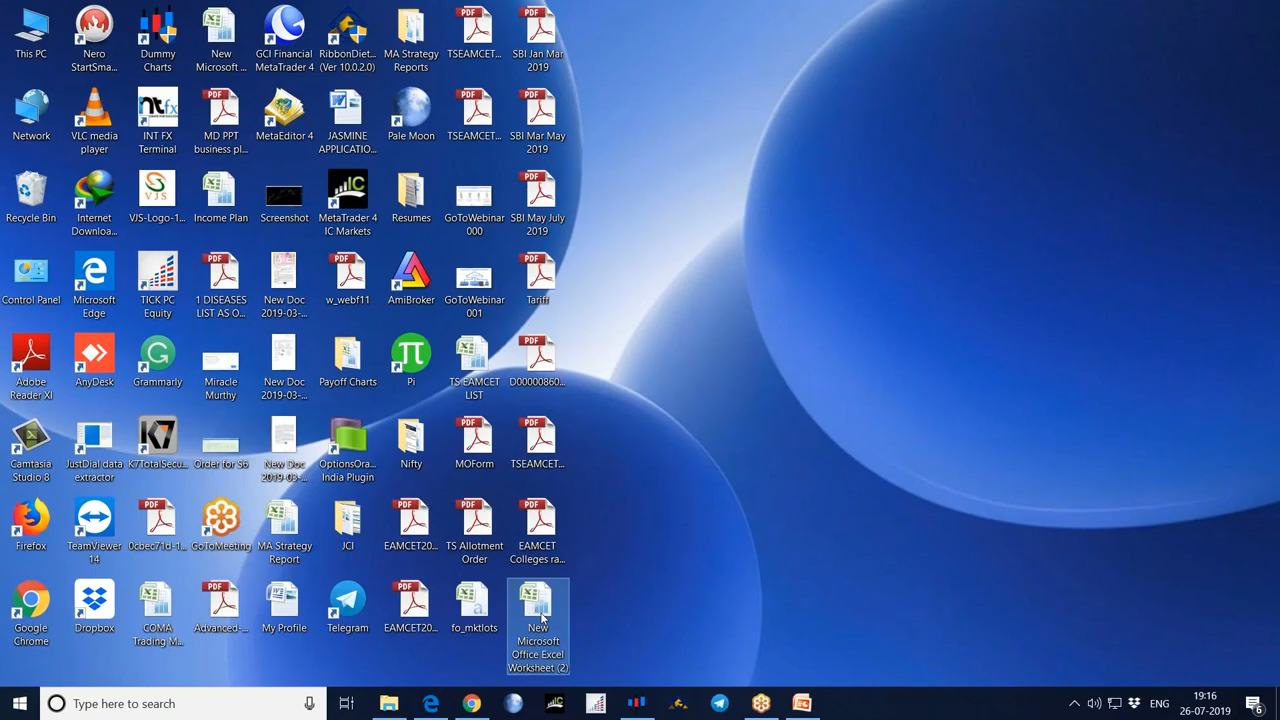 This PC
Nero
StartSma...
Dummy
Charts
New
Microsoft ...
GCI Financial
MetaTrader 4
RibbonDiet...
(Ver 10.0.2.0)
MA Strategy
Reports
TSEAMCET...
SBI Jan Mar
2019
Network
VLC media
player
INT FX
Terminal
MD PPT
business pl...
MetaEditor 4
JASMINE
APPLICATIO...
Pale Moon
TSEAMCET...
SBI Mar May
2019
Recycle Bin
Internet
Downloa...
VJS-Logo-1...
Income Plan
Screenshot
MetaTrader 4
IC Markets
Resumes
GoToWebinar
000
SBI May July
2019
Control Panel
Microsoft
Edge
TICK PC
Equity
1 DISEASES
LIST AS O...
New Doc
2019-03-...
w_webf11
AmiBroker
GoToWebinar
001
Tariff
Adobe
Reader XI
AnyDesk
Grammarly
Miracle
Murthy
New Doc
2019-03-...
Payoff Charts
Pi
TS EAMCET
LIST
D00000860...
Camtasia
Studio 8
JustDial data
extractor
K7TotalSecu...
Order for S6
New Doc
2019-03-...
OptionsOra...
India Plugin
Nifty
MOForm
TSEAMCET...
Firefox
TeamViewer
14
0cbec71d-1...
GoToMeeting
MA Strategy
Report
JCI
EAMCET20...
TS Allotment
Order
EAMCET
Colleges ra...
Google
Chrome
Dropbox
COMA
Trading M...
Advanced-...
My Profile
Telegram
EAMCET20...
fo_mktlots
New
Microsoft
Office Excel
Worksheet (2)
Type here to search
ENG
19:16
26-07-2019
6